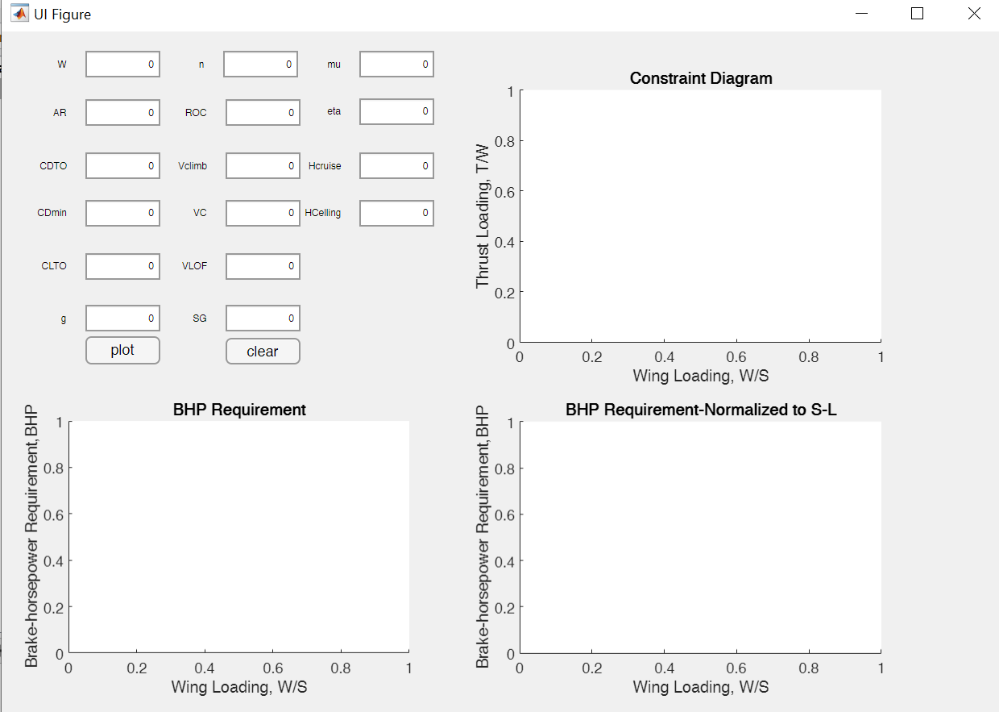 UI Figure
W 0 n 0 mu 0
AR 0 ROC 0 eta 0
CDTO 0 Vclimb 0 Hcruise 0
CDmin 0 VC 0 HCelling 0
CLTO 0 VLOF 0
g 0 SG 0
plot clear
Constraint Diagram
Thrust Loading, T/W
1
0.8
0.6
0.4
0.2
0
0 0.2 0.4 0.6 0.8 1
Wing Loading, W/S
BHP Requirement
Brake-horsepower Requirement,BHP
1
0.8
0.6
0.4
0.2
0
0 0.2 0.4 0.6 0.8 1
Wing Loading, W/S
BHP Requirement-Normalized to S-L
Brake-horsepower Requirement,BHP
1
0.8
0.6
0.4
0.2
0
0 0.2 0.4 0.6 0.8 1
Wing Loading, W/S